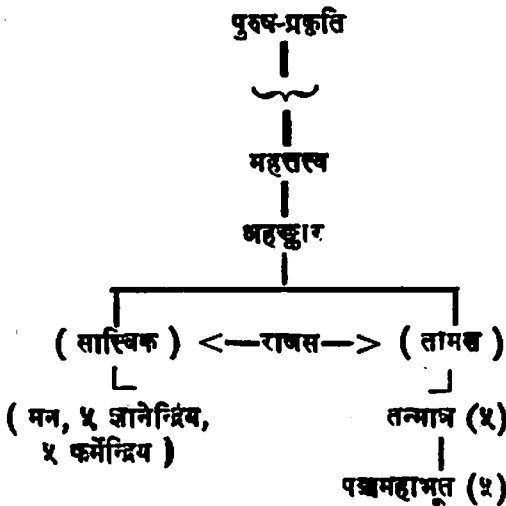 पुरुष-प्रकृति
महत्तत्त्व
अहङ्कार
( सात्त्विक ) <—राजस—> ( तामस )
( मन, ५ ज्ञानेन्द्रिय, तन्मात्र (५)
५ कर्मेन्द्रिय ) पञ्चमहाभूत (५)